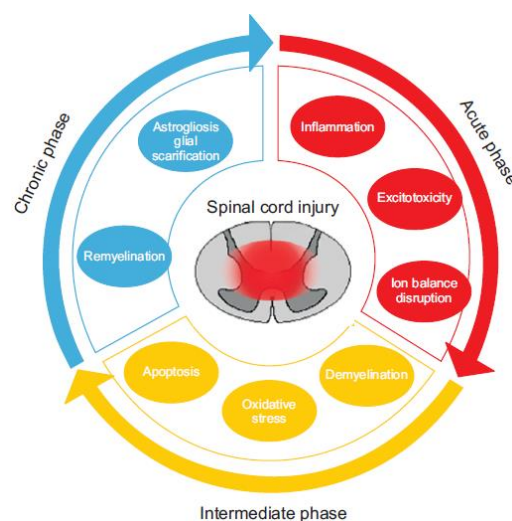 Chronic phase
Acute phase
Astrogliosis
glial
scarification
Inflammation
Excitotoxicity
Spinal cord injury
Remyelination
Ion balance
disruption
Apoptosis
Oxidative
stress
Demyelination
Intermediate phase